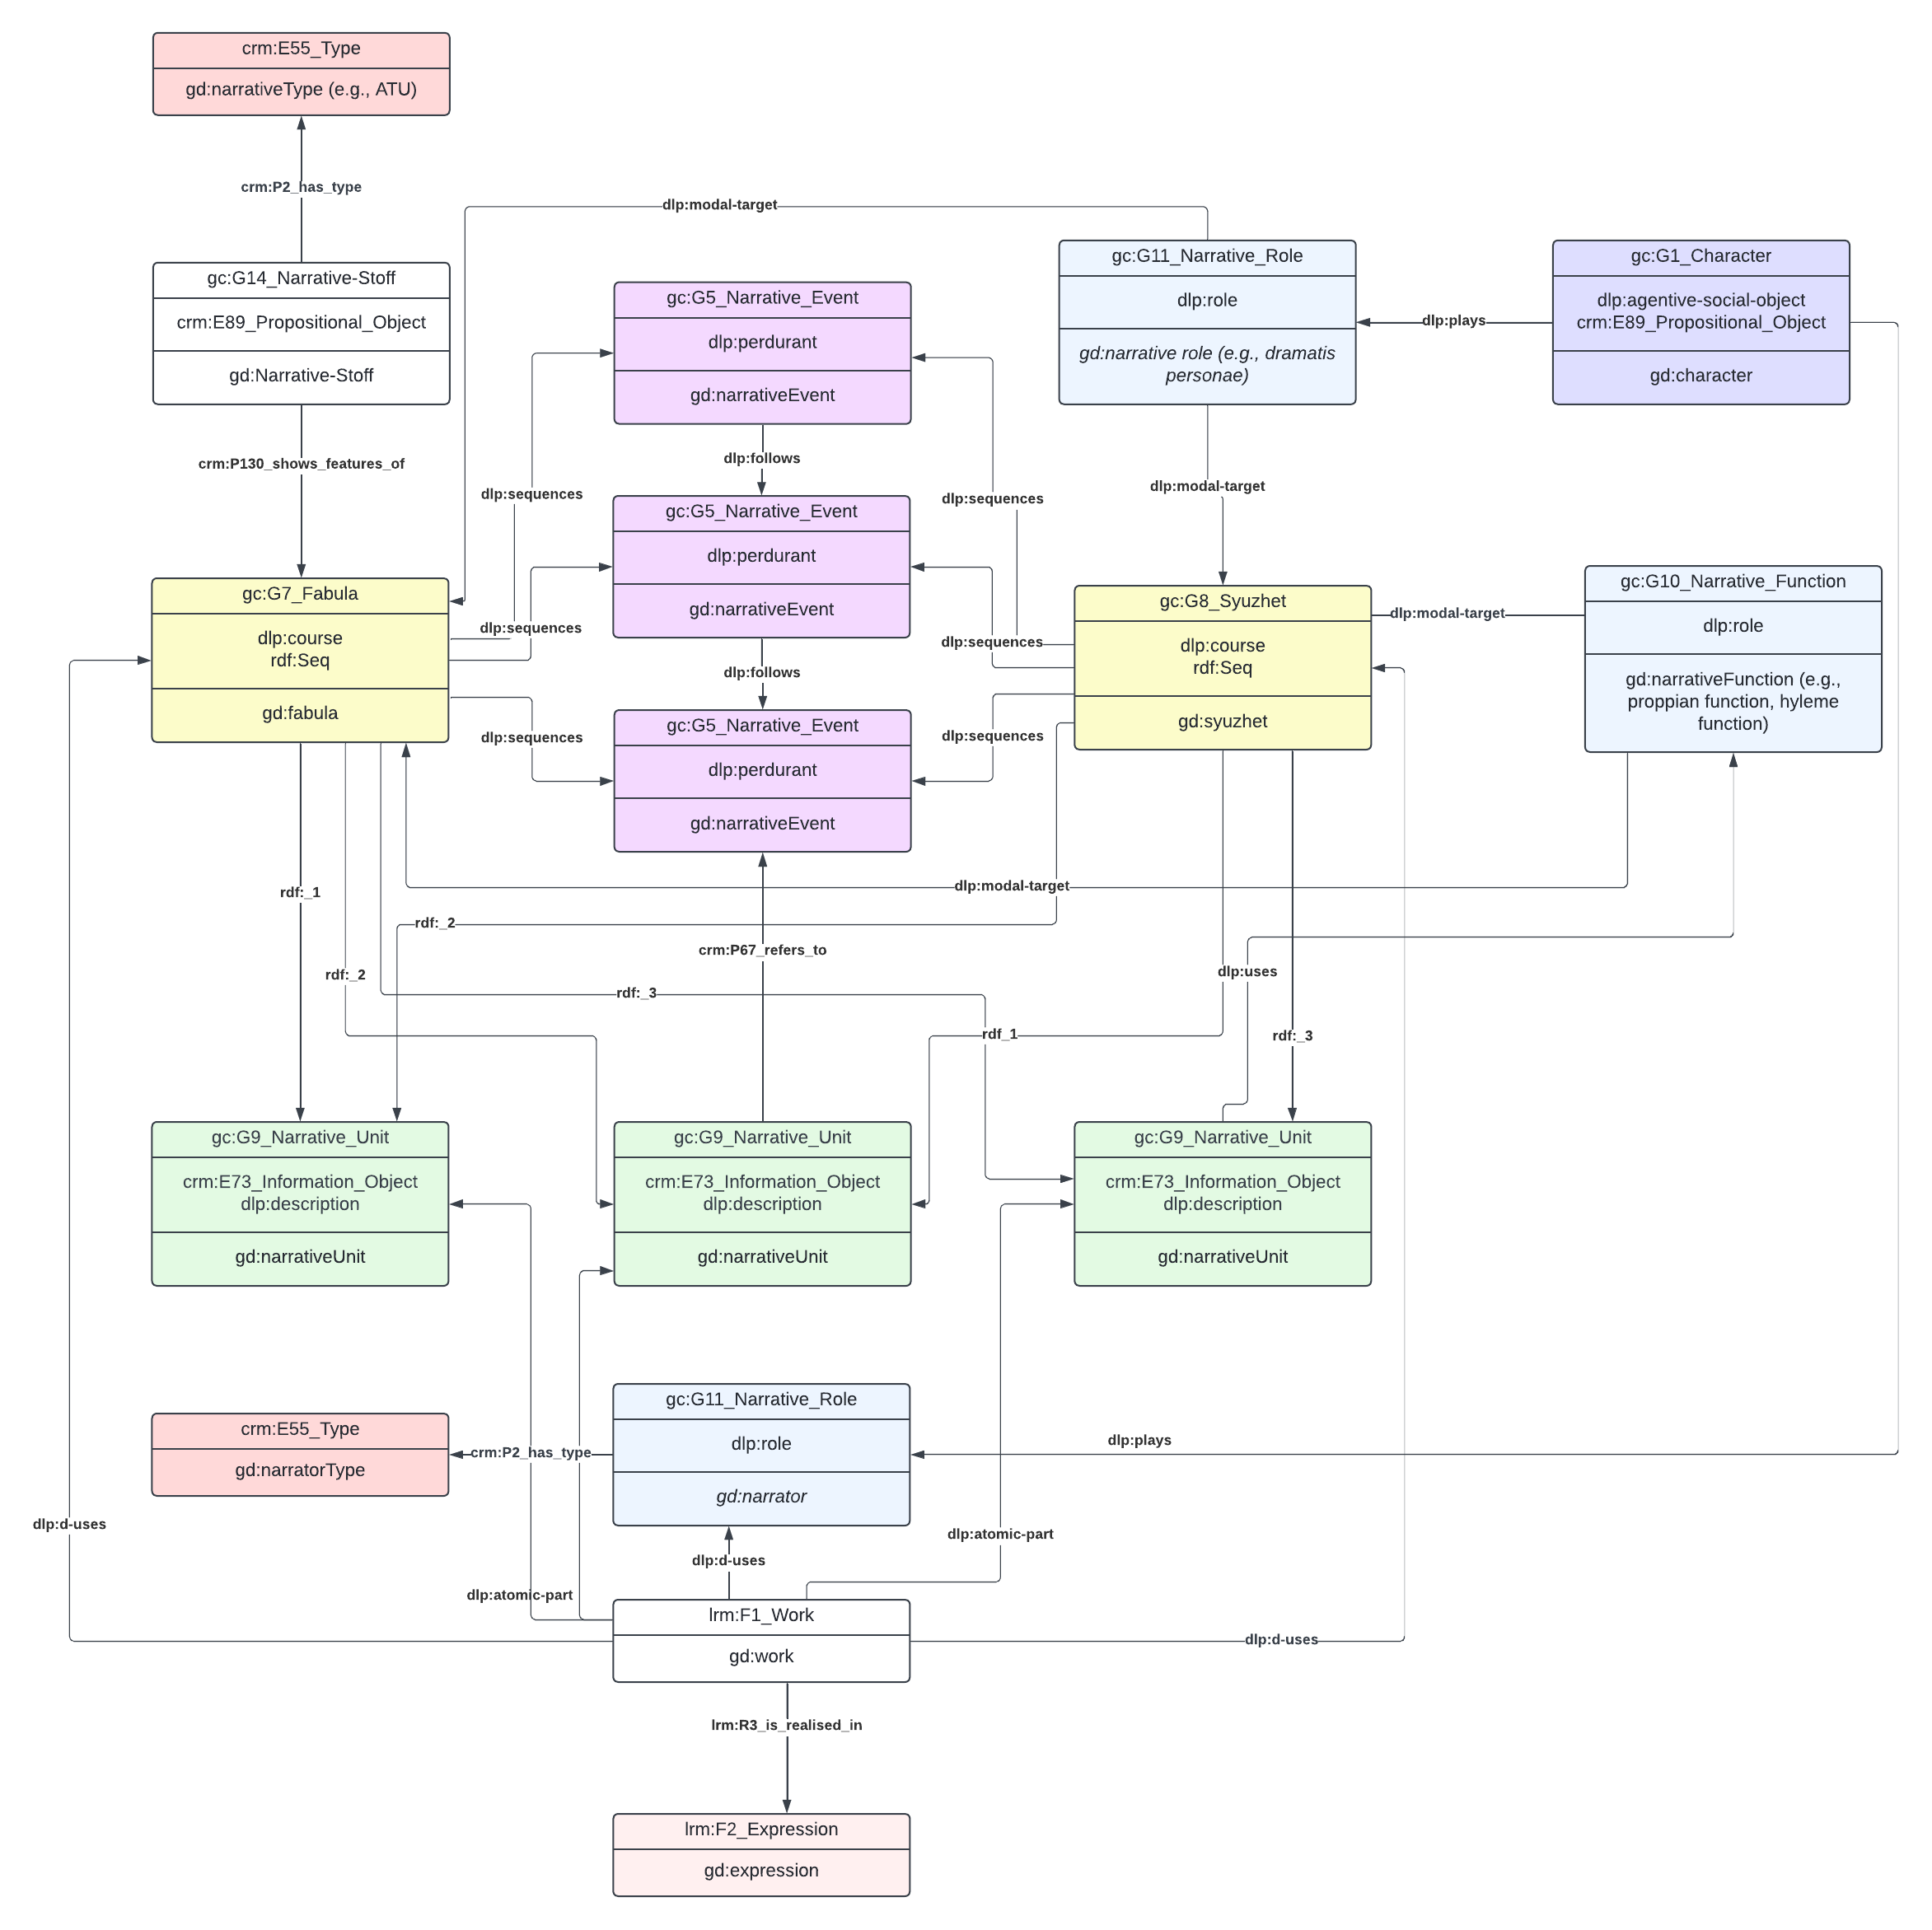 crm:E55_Type
gd:narrativeType (e.g., ATU)
crm:P2_has_type
dlp:modal-target
gc:G14_Narrative-Stoff
crm:E89_Propositional_Object
gd:Narrative-Stoff
gc:G5_Narrative_Event
dlp:perdurant
gd:narrativeEvent
gc:G11_Narrative_Role
dlp:role
gd:narrative role (e.g., dramatis
personae)
dlp:plays
gc:G1_Character
dlp:agentive-social-object
crm:E89_Propositional_Object
gd:character
crm:P130_shows_features_of
dlp:follows
dlp:sequences
dlp:sequences
dlp:modal-target
gc:G7_Fabula
dlp:course
rdf:Seq
gd:fabula
gc:G5_Narrative_Event
dlp:perdurant
gd:narrativeEvent
dlp:sequences
dlp:sequences
gc:G8_Syuzhet
dlp:course
rdf:Seq
gd:syuzhet
dlp:modal-target
gc:G10_Narrative_Function
dlp:role
gd:narrativeFunction (e.g.,
proppian function, hyleme
function)
dlp:follows
dlp:sequences
dlp:sequences
gc:G5_Narrative_Event
dlp:perdurant
gd:narrativeEvent
rdf:_1
dlp:modal-target
rdf:_2
crm:P67_refers_to
rdf:_2
dlp:uses
rdf:_3
rdf_1
rdf:_3
gc:G9_Narrative_Unit
crm:E73_Information_Object
dlp:description
gd:narrativeUnit
gc:G9_Narrative_Unit
crm:E73_Information_Object
dlp:description
gd:narrativeUnit
gc:G9_Narrative_Unit
crm:E73_Information_Object
dlp:description
gd:narrativeUnit
crm:E55_Type
gd:narratorType
crm:P2_has_type
gc:G11_Narrative_Role
dlp:role
gd:narrator
dlp:plays
dlp:d-uses
dlp:atomic-part
dlp:d-uses
dlp:atomic-part
lrm:F1_Work
gd:work
dlp:d-uses
lrm:R3_is_realised_in
lrm:F2_Expression
gd:expression